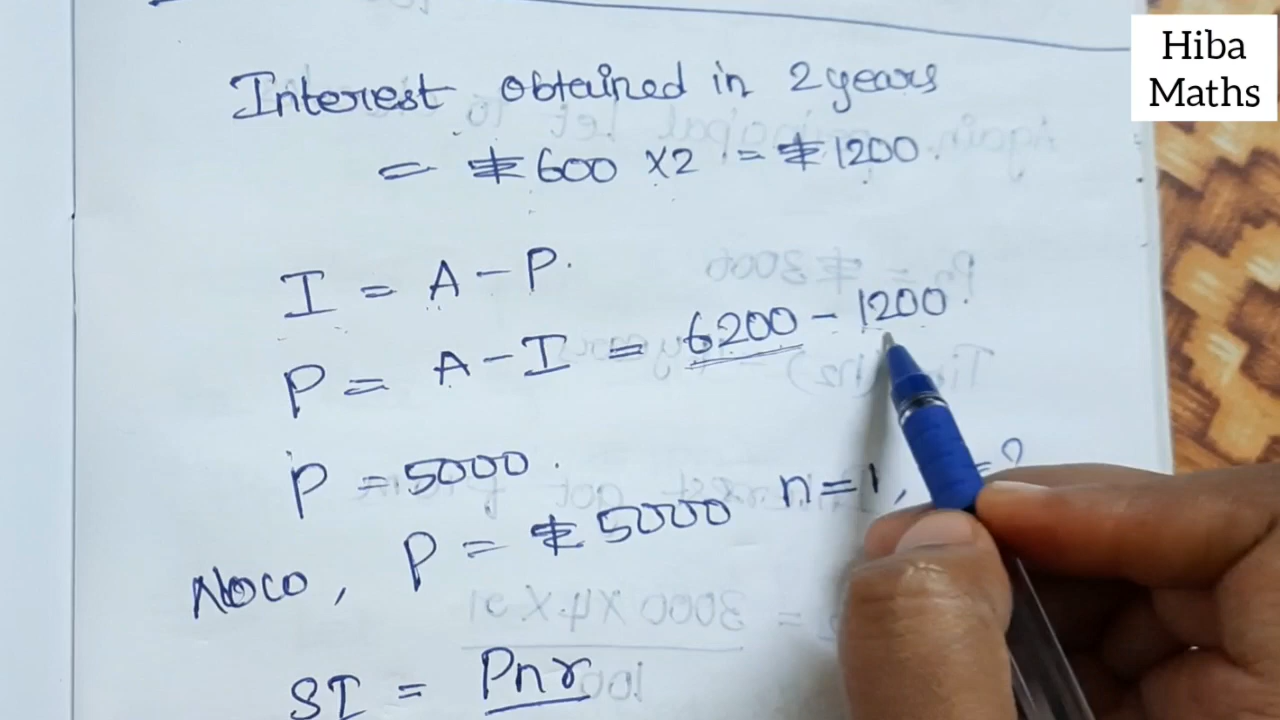 Hiba
Maths
Interest obtained in 2 years
= ₹ 600 × 2 = ₹ 1200.
I = A - P.
P = A - I = 6200 - 1200.
P = 5000.
Now, P = ₹ 5000 n = 1, = ?
SI = Pnr